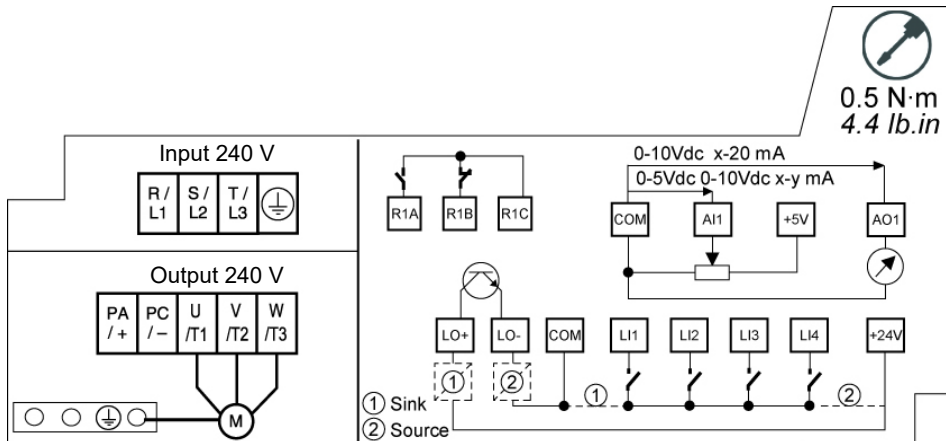 0.5 N·m
4.4 lb.in
Input 240 V
R / L1
S / L2
T / L3
Output 240 V
PA / +
PC / –
U /T1
V /T2
W /T3
M
R1A
R1B
R1C
0-10Vdc x-20 mA
0-5Vdc 0-10Vdc x-y mA
COM
AI1
+5V
AO1
LO+
LO-
COM
LI1
LI2
LI3
LI4
+24V
①
②
①
②
① Sink
② Source